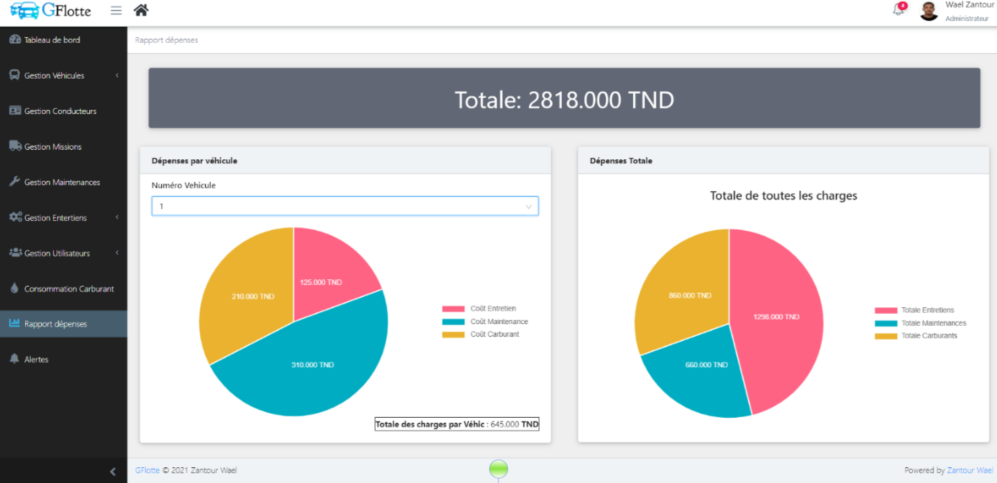 GFlotte
4
Wael Zantour
Administrateur
Tableau de bord
Gestion Véhicules
Gestion Conducteurs
Gestion Missions
Gestion Maintenances
Gestion Entertiens
Gestion Utilisateurs
Consommation Carburant
Rapport dépenses
Alertes
Rapport dépenses
Totale: 2818.000 TND
Dépenses par véhicule
Numéro Vehicule
1
125.000 TND
210.000 TND
310.000 TND
Coût Entretien
Coût Maintenance
Coût Carburant
Totale des charges par Véhic : 645.000 TND
Dépenses Totale
Totale de toutes les charges
860.000 TND
1298.000 TND
660.000 TND
Totale Entretiens
Totale Maintenances
Totale Carburants
GFlotte © 2021 Zantour Wael
Powered by Zantour Wael